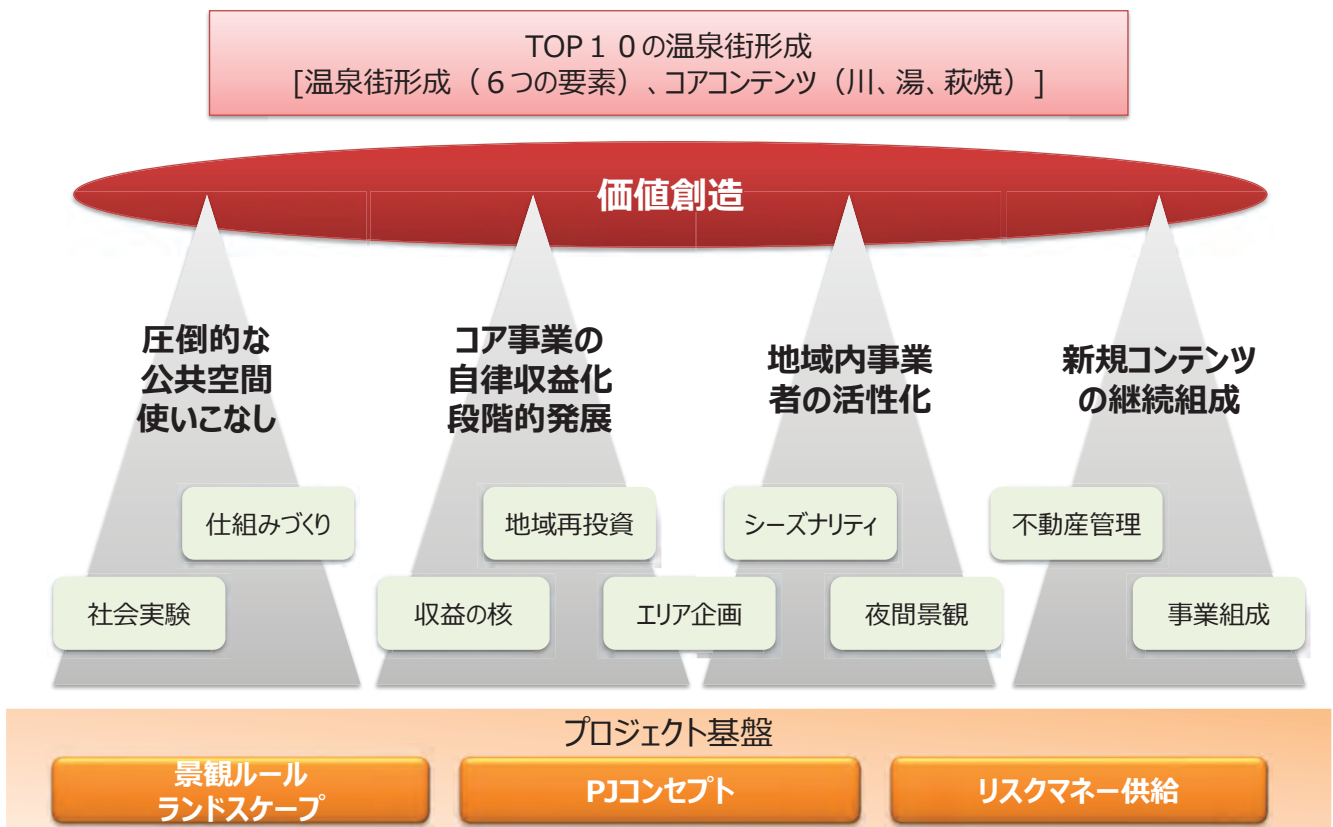 TOP10の温泉街形成
[温泉街形成（6つの要素）、コアコンテンツ（川、湯、萩焼）]
価値創造
圧倒的な
公共空間
使いこなし
コア事業の
自律収益化
段階的発展
地域内事業
者の活性化
新規コンテンツ
の継続組成
仕組みづくり
地域再投資
シーズナリティ
不動産管理
社会実験
収益の核
エリア企画
夜間景観
事業組成
プロジェクト基盤
景観ルール
ランドスケープ
PJコンセプト
リスクマネー供給